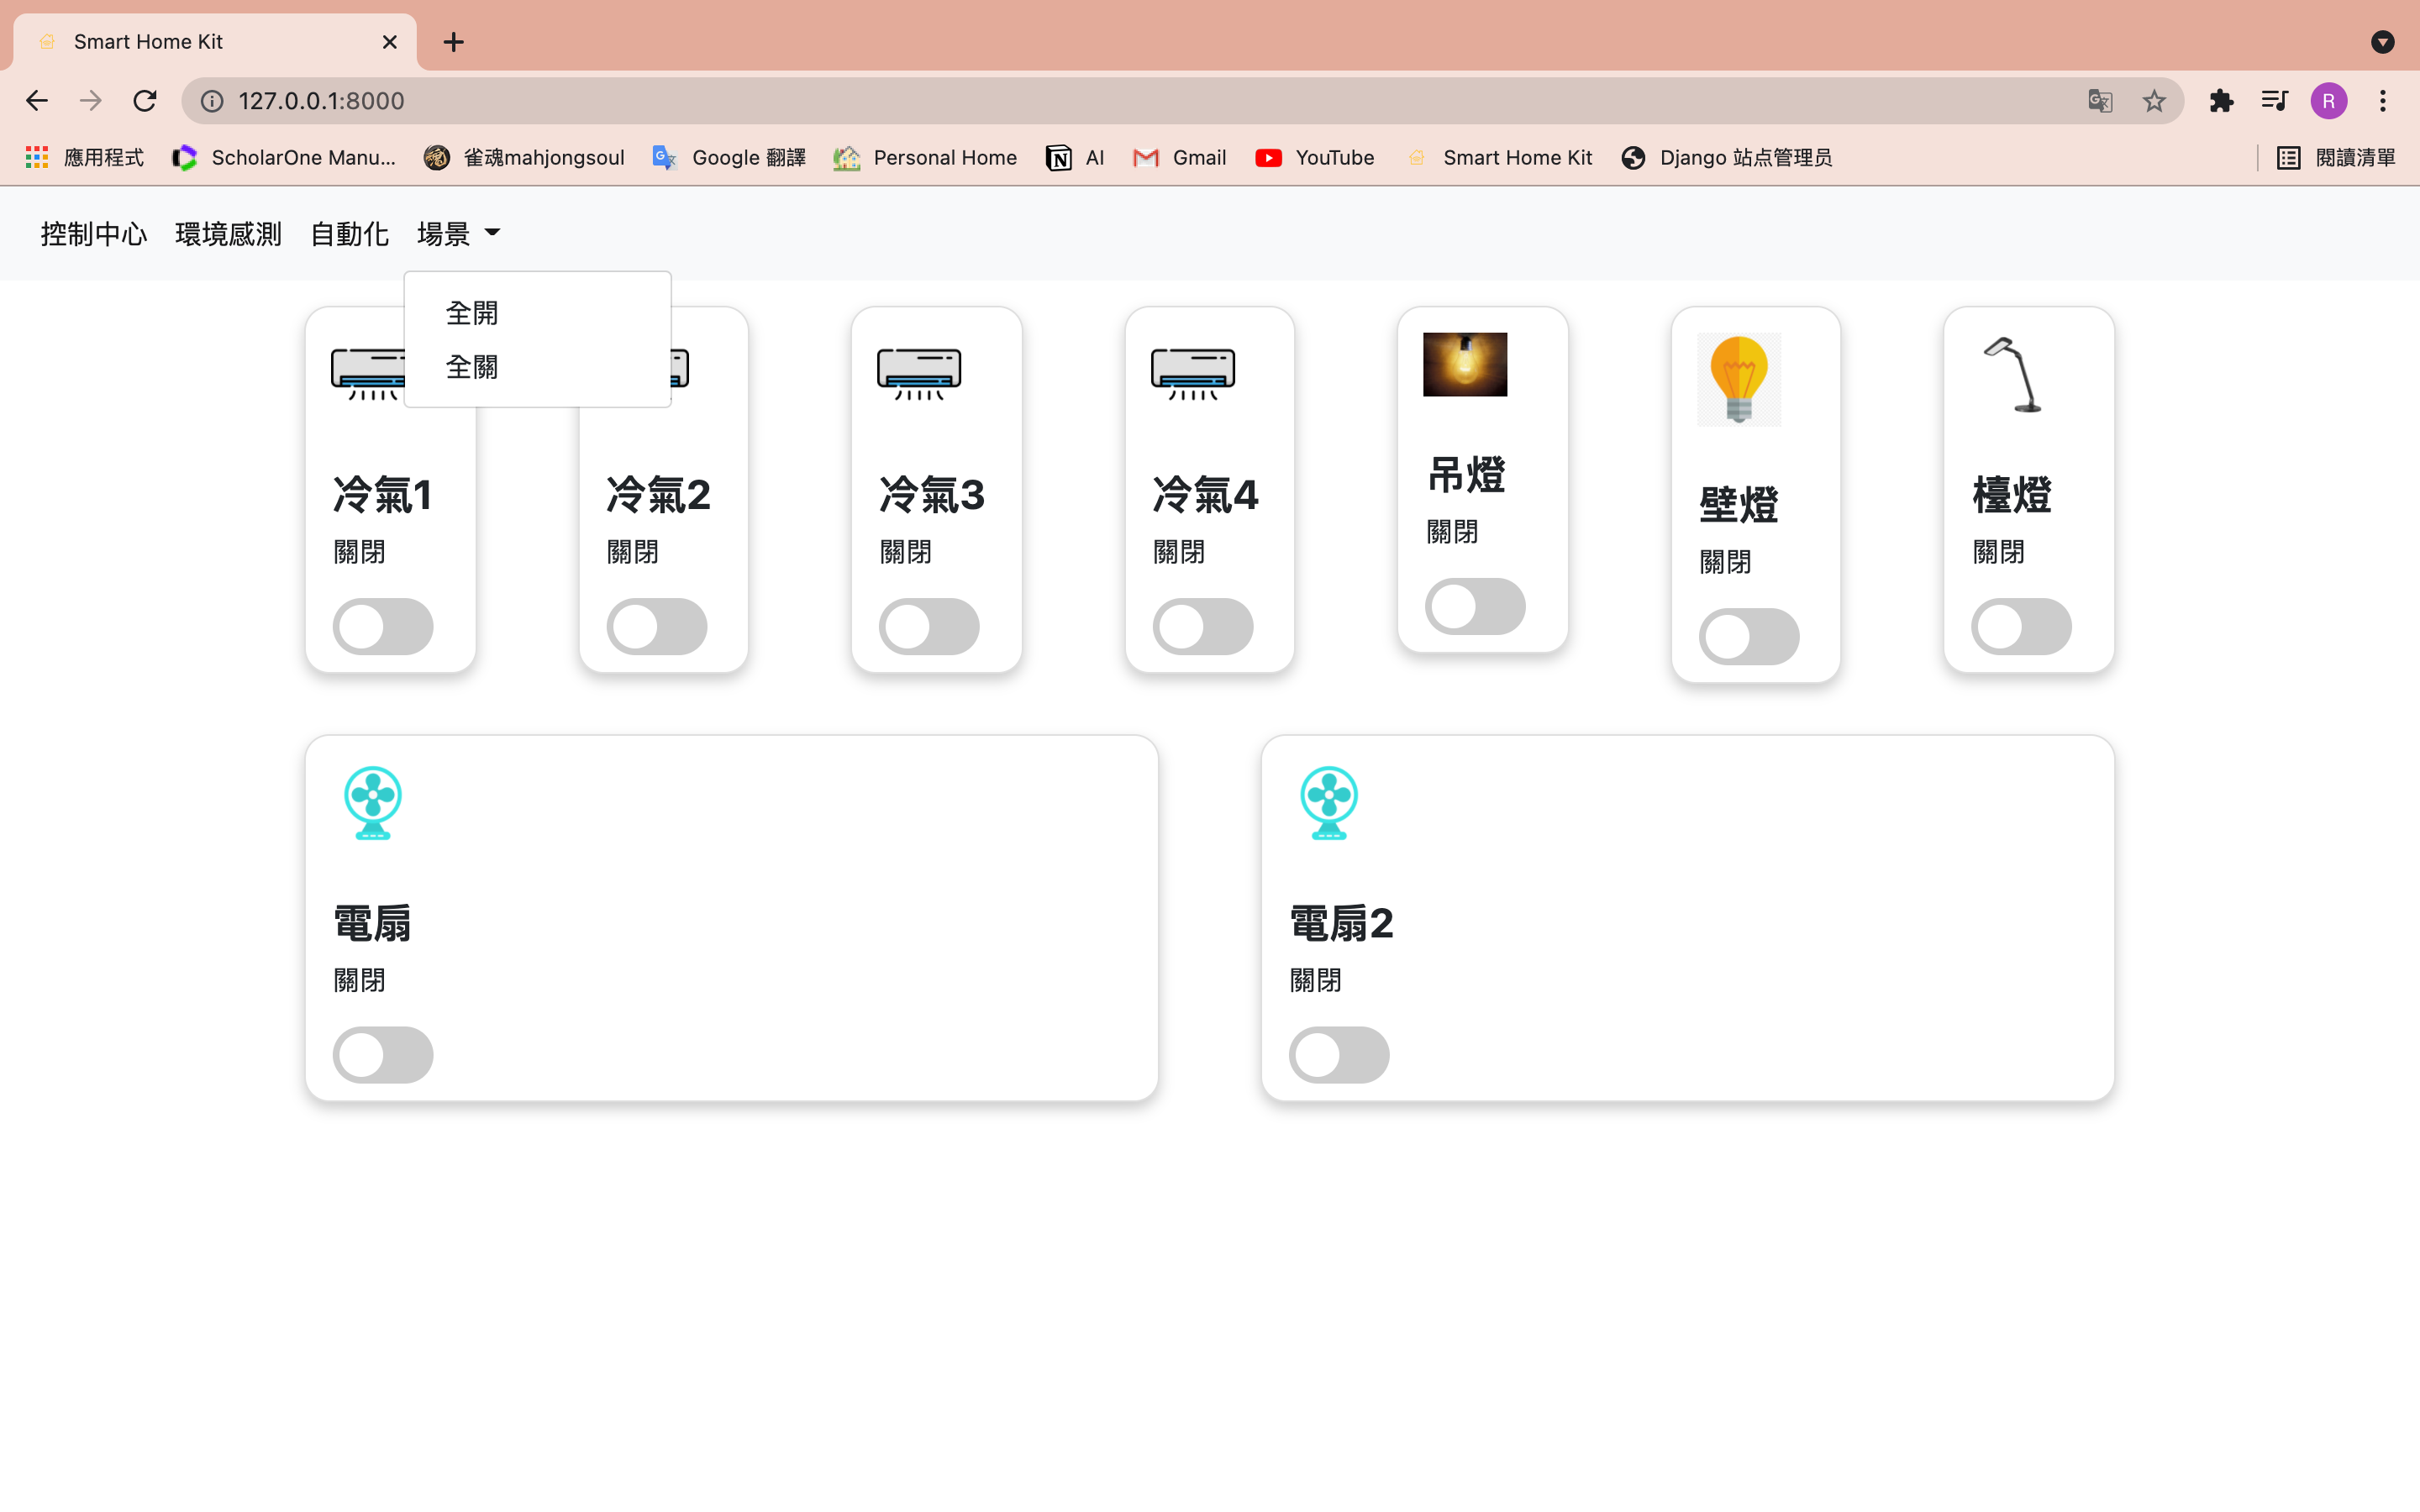 Smart Home Kit
127.0.0.1:8000
R
應用程式 ScholarOne Manu... 雀魂mahjongsoul Google 翻譯 Personal Home AI Gmail YouTube Smart Home Kit Django 站点管理员 閱讀清單
控制中心 環境感測 自動化 場景
全開
全關
冷氣1 冷氣2 冷氣3 冷氣4 吊燈 壁燈 檯燈
關閉 關閉 關閉 關閉 關閉 關閉 關閉
電扇 電扇2
關閉 關閉